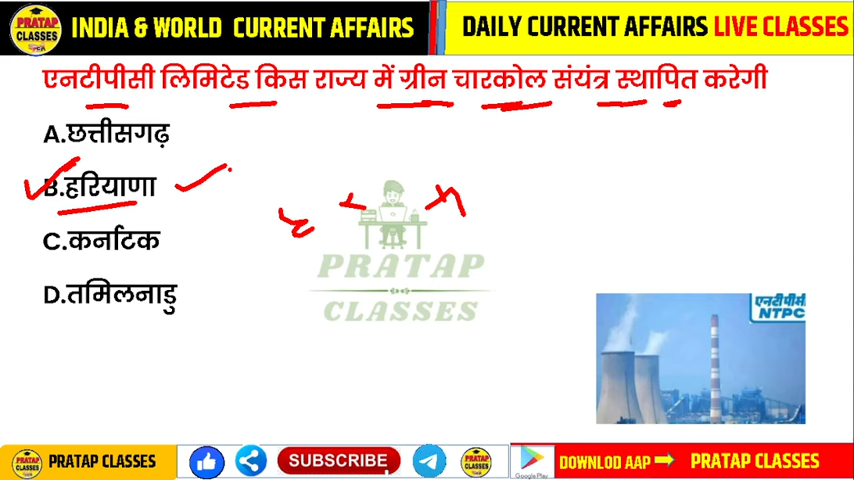 PRATAP CLASSES
INDIA & WORLD CURRENT AFFAIRS
DAILY CURRENT AFFAIRS LIVE CLASSES
एनटीपीसी लिमिटेड किस राज्य में ग्रीन चारकोल संयंत्र स्थापित करेगी
A.छत्तीसगढ़
B.हरियाणा
C.कर्नाटक
D.तमिलनाडु
PRATAP
CLASSES
एनटीपीसी
NTPC
PRATAP CLASSES
PRATAP CLASSES
SUBSCRIBE
PRATAP CLASSES
Google Play
DOWNLOD AAP
PRATAP CLASSES